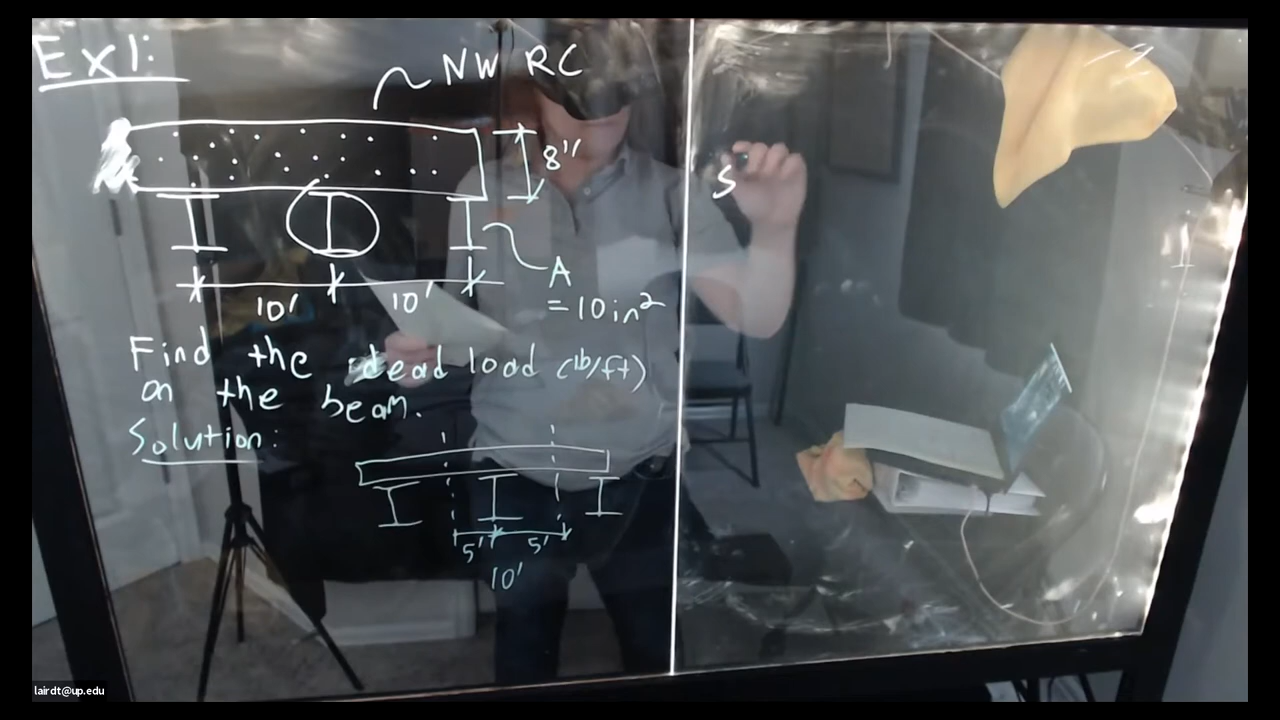 Ex1:
NW RC
8"
A
= 10in²
10' 10'
Find the dead load (lb/ft)
on the beam.
Solution:
5' 5'
10'
S
lairdt@up.edu